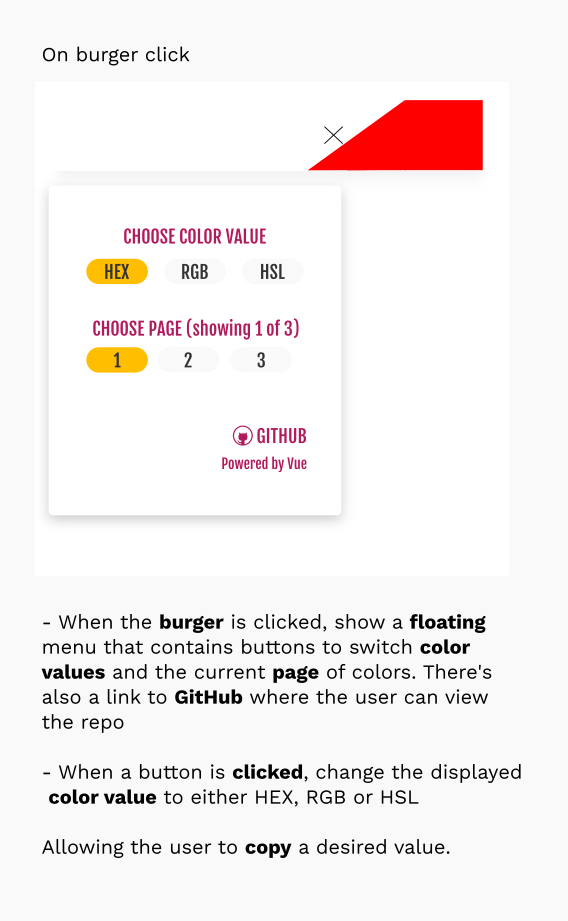 On burger click
CHOOSE COLOR VALUE
HEX RGB HSL
CHOOSE PAGE (showing 1 of 3)
1 2 3
GITHUB
Powered by Vue
- When the burger is clicked, show a floating
menu that contains buttons to switch color
values and the current page of colors. There's
also a link to GitHub where the user can view
the repo
- When a button is clicked, change the displayed
color value to either HEX, RGB or HSL
Allowing the user to copy a desired value.